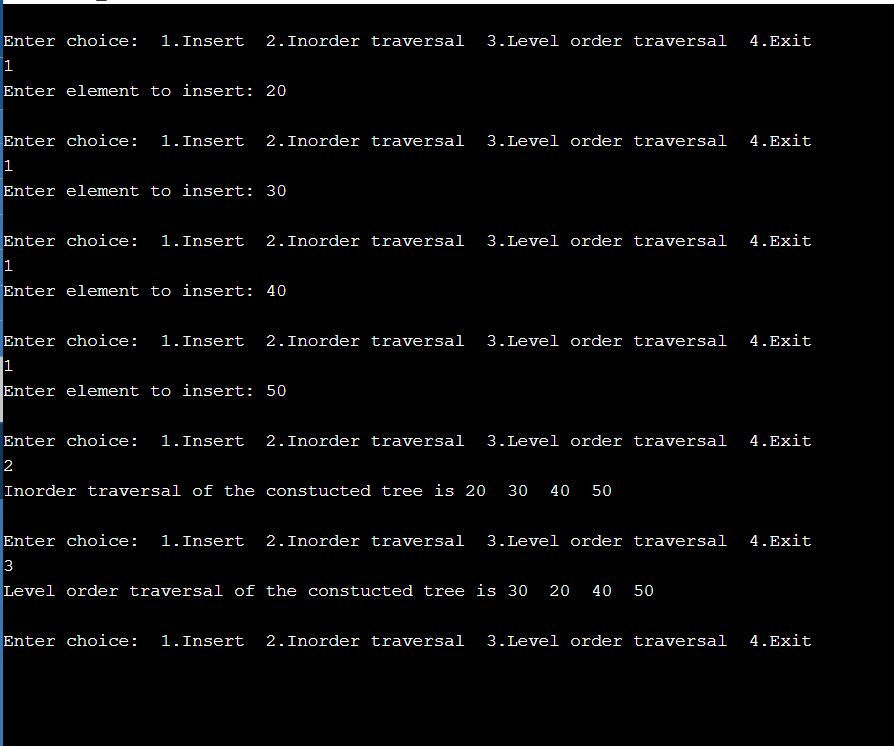 Enter choice:  1.Insert  2.Inorder traversal  3.Level order traversal  4.Exit
1
Enter element to insert: 20
Enter choice:  1.Insert  2.Inorder traversal  3.Level order traversal  4.Exit
1
Enter element to insert: 30
Enter choice:  1.Insert  2.Inorder traversal  3.Level order traversal  4.Exit
1
Enter element to insert: 40
Enter choice:  1.Insert  2.Inorder traversal  3.Level order traversal  4.Exit
1
Enter element to insert: 50
Enter choice:  1.Insert  2.Inorder traversal  3.Level order traversal  4.Exit
2
Inorder traversal of the constucted tree is 20  30  40  50
Enter choice:  1.Insert  2.Inorder traversal  3.Level order traversal  4.Exit
3
Level order traversal of the constucted tree is 30  20  40  50
Enter choice:  1.Insert  2.Inorder traversal  3.Level order traversal  4.Exit